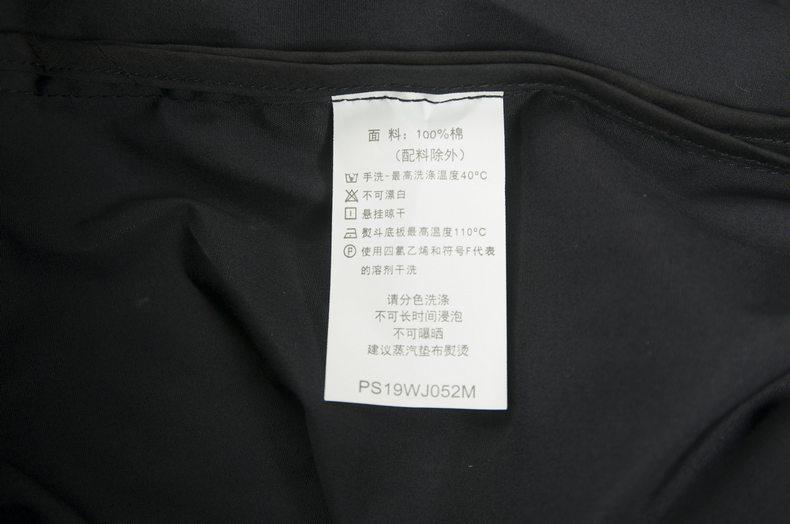 面 料：100%棉
（配料除外）
手洗-最高洗涤温度40ºC
不可漂白
悬挂晾干
熨斗底板最高温度110ºC
使用四氯乙烯和符号F代表
的溶剂干洗
请分色洗涤
不可长时间浸泡
不可曝晒
建议蒸汽垫布熨烫
PS19WJ052M